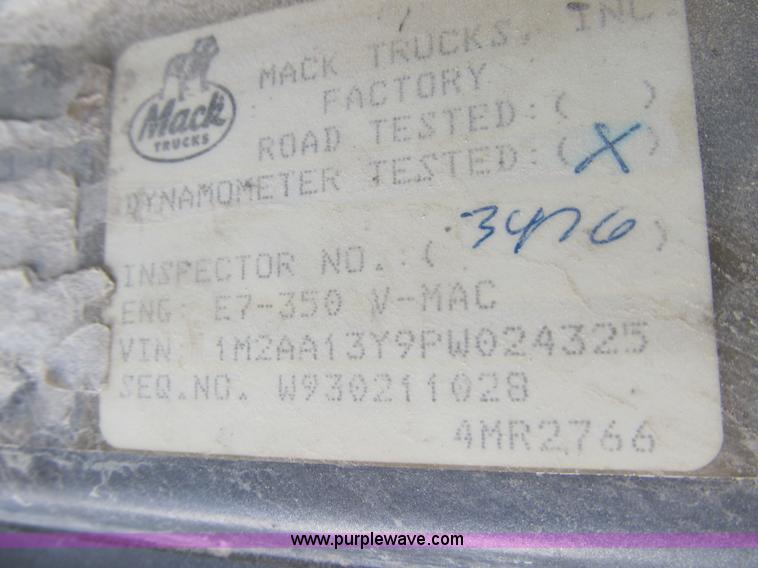 Mack
TRUCKS
MACK TRUCKS, INC.
FACTORY
ROAD TESTED:( )
DYNAMOMETER TESTED:(X)
INSPECTOR NO.:( 3476 )
ENG: E7-350 V-MAC
VIN 1M2AA13Y9PW024325
SEQ.NO. W930211028
4MR2766
www.purplewave.com